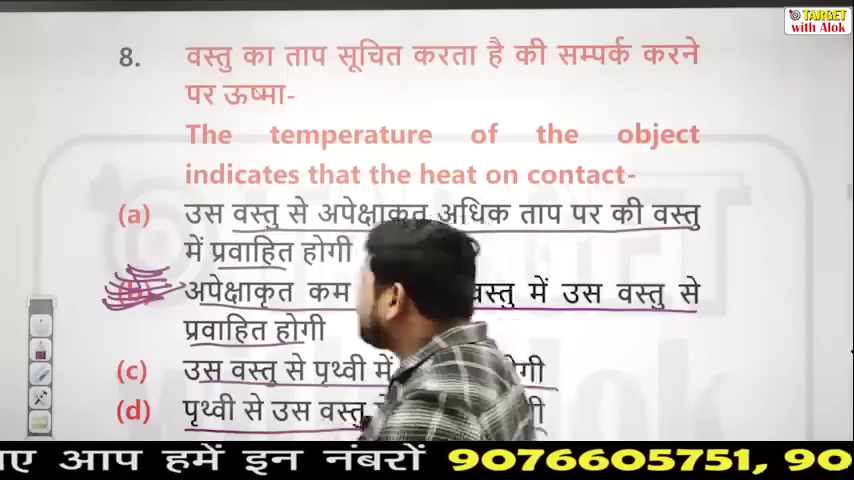 TARGET
with Alok
8. वस्तु का ताप सूचित करता है की सम्पर्क करने
पर ऊष्मा-
The temperature of the object
indicates that the heat on contact-
(a) उस वस्तु से अपेक्षाकृत अधिक ताप पर की वस्तु
में प्रवाहित होगी
(b) अपेक्षाकृत कम वस्तु में उस वस्तु से
प्रवाहित होगी
(c) उस वस्तु से पृथ्वी में
(d) पृथ्वी से उस वस्तु
आप हमें इन नंबरों 9076605751, 90